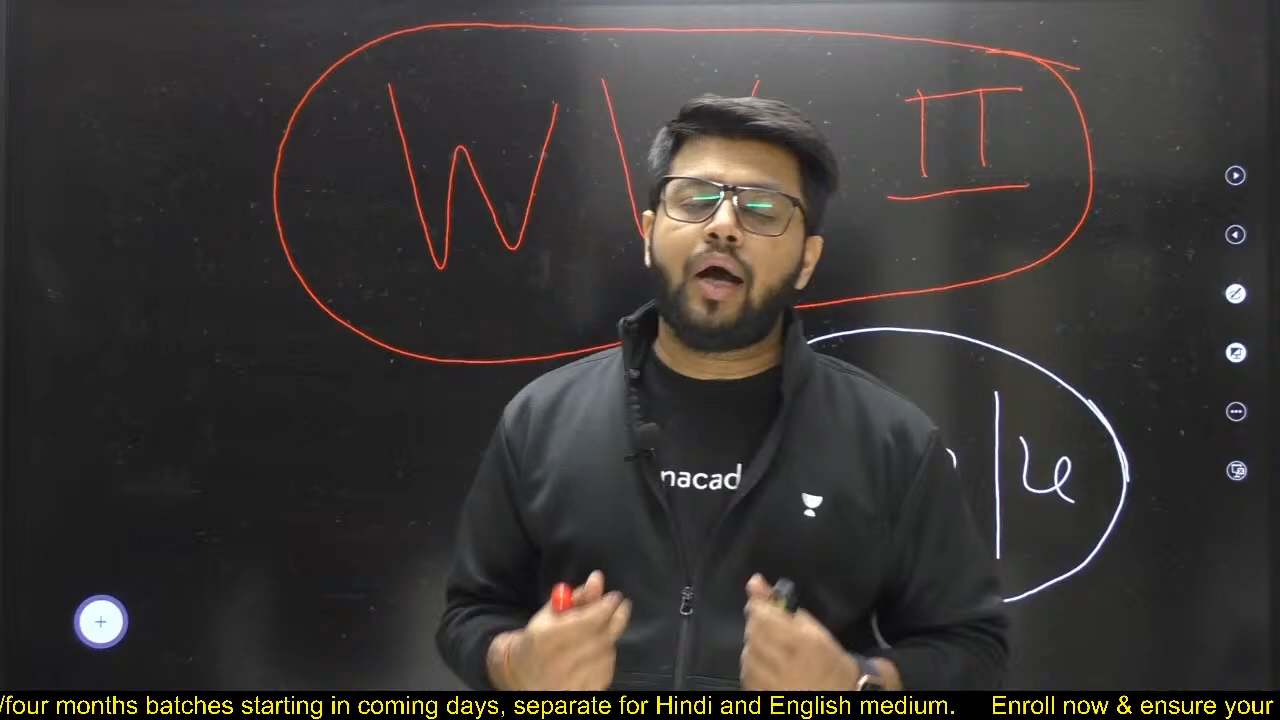 W W II
nacad
/four months batches starting in coming days, separate for Hindi and English medium. Enroll now & ensure your